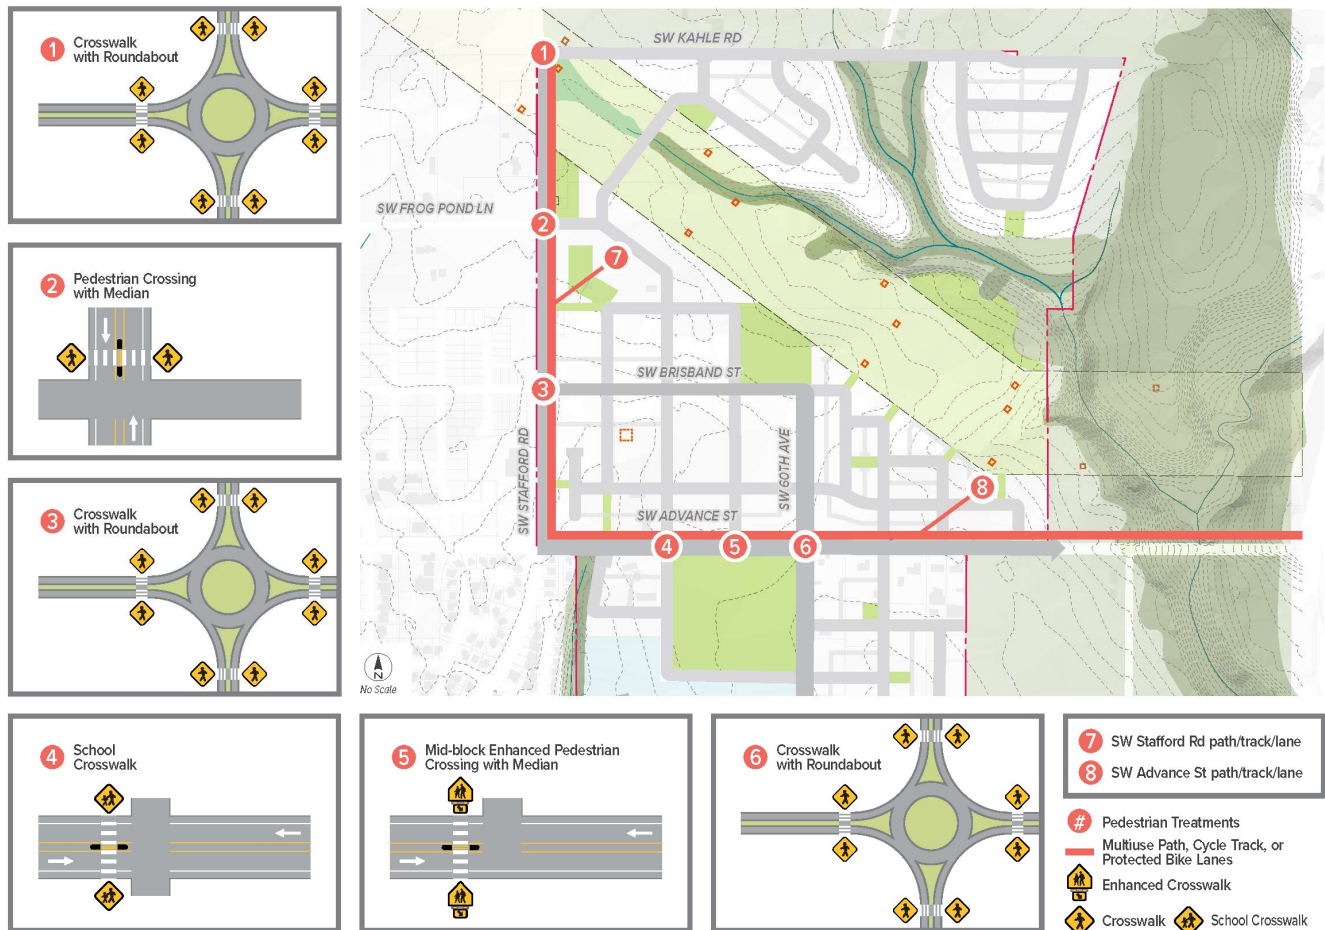 1 Crosswalk
with Roundabout
2 Pedestrian Crossing
with Median
3 Crosswalk
with Roundabout
SW KAHLE RD
1
SW FROG POND LN
2
7
SW BRISBAND ST
3
SW STAFFORD RD
SW 60TH AVE
8
SW ADVANCE ST
4
5
6
N
No Scale
4 School
Crosswalk
5 Mid-block Enhanced Pedestrian
Crossing with Median
6 Crosswalk
with Roundabout
7 SW Stafford Rd path/track/lane
8 SW Advance St path/track/lane
# Pedestrian Treatments
Multiuse Path, Cycle Track, or
Protected Bike Lanes
Enhanced Crosswalk
Crosswalk School Crosswalk